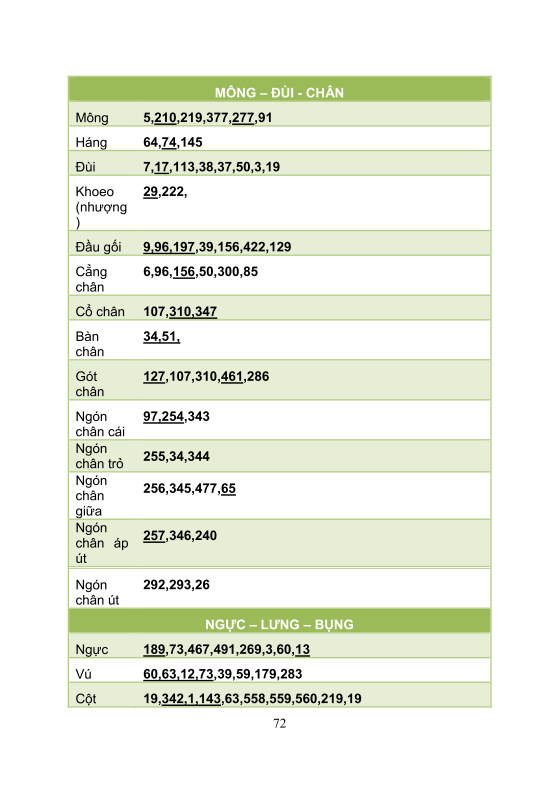 MÔNG – ĐÙI - CHÂN
Mông 5,210,219,377,277,91
Háng 64,74,145
Đùi 7,17,113,38,37,50,3,19
Khoeo 29,222,
(nhượng
)
Đầu gối 9,96,197,39,156,422,129
Cẳng 6,96,156,50,300,85
chân
Cổ chân 107,310,347
Bàn 34,51,
chân
Gót 127,107,310,461,286
chân
Ngón 97,254,343
chân cái
Ngón
chân trỏ 255,34,344
Ngón 256,345,477,65
chân
giữa
Ngón 257,346,240
chân áp
út
Ngón 292,293,26
chân út
NGỰC – LƯNG – BỤNG
Ngực 189,73,467,491,269,3,60,13
Vú 60,63,12,73,39,59,179,283
Cột 19,342,1,143,63,558,559,560,219,19
72